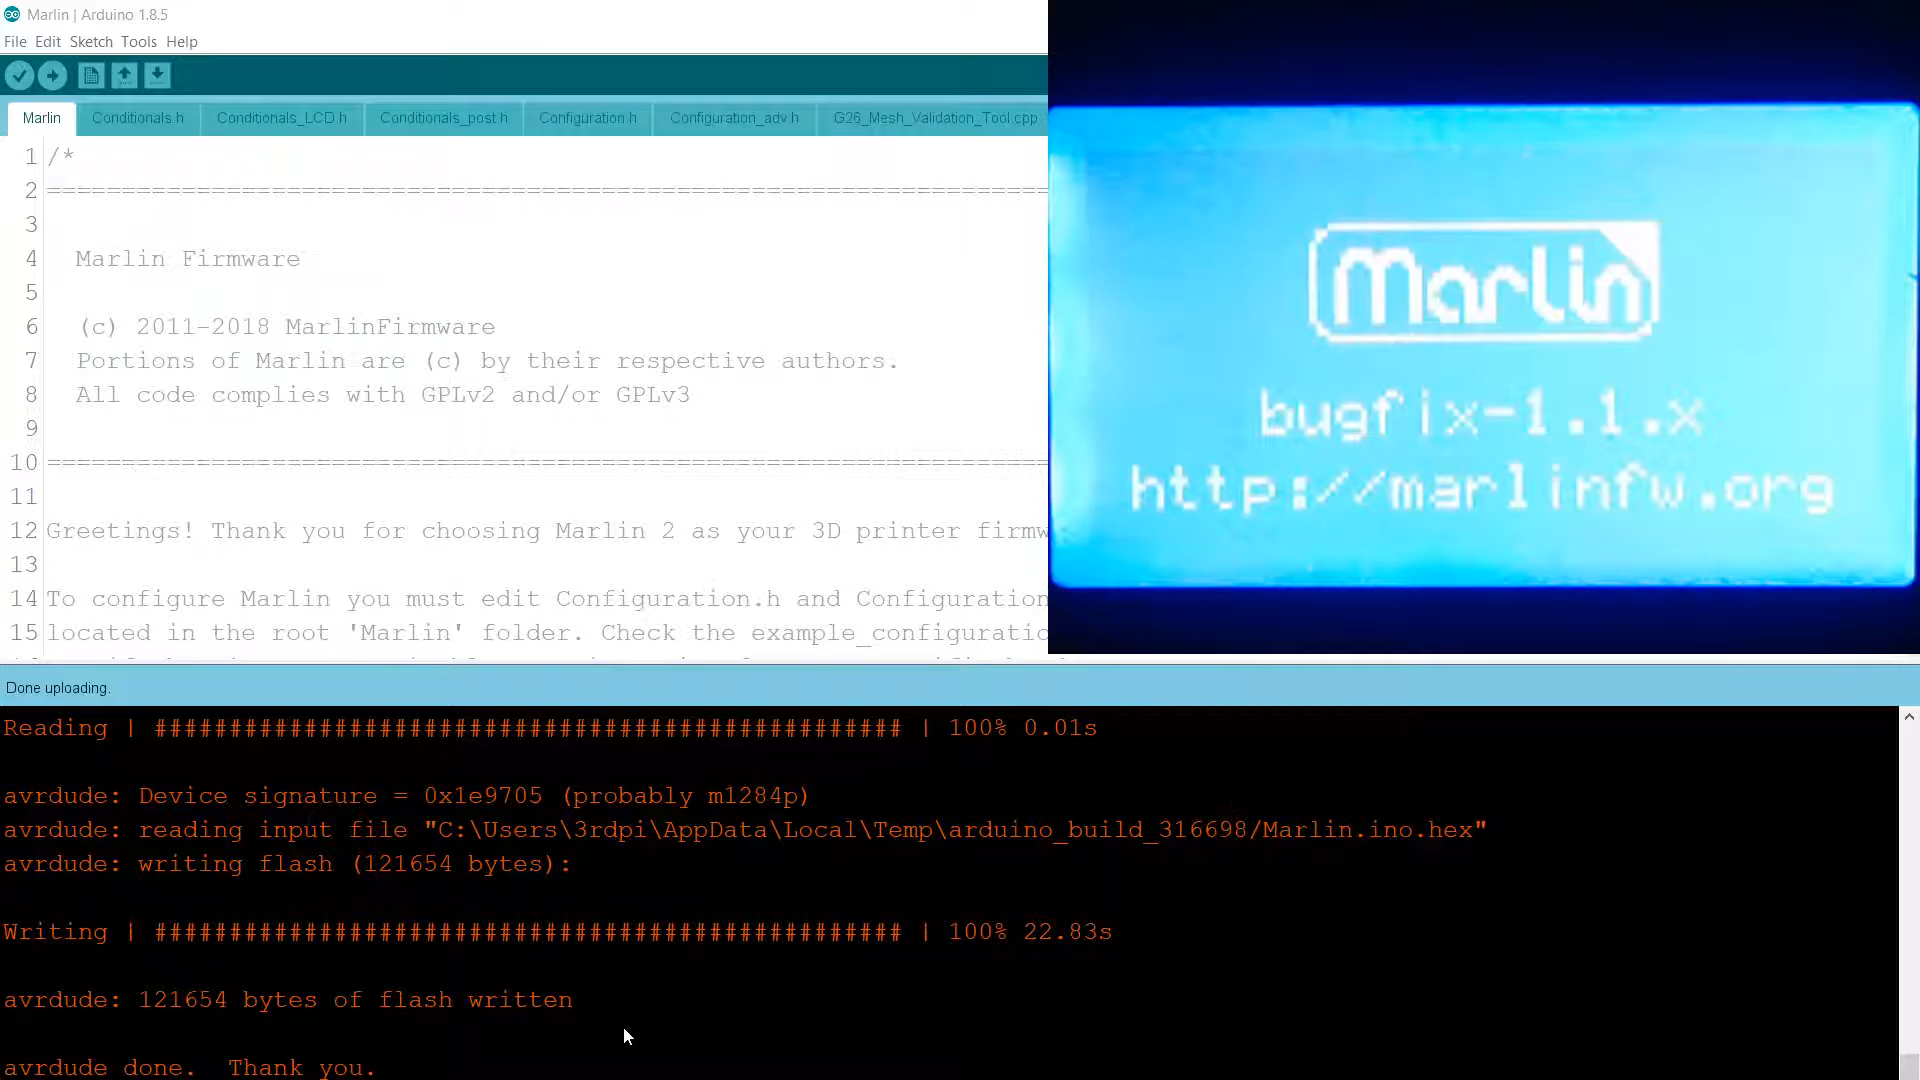 Marlin | Arduino 1.8.5
File Edit Sketch Tools Help
Marlin Conditionals.h Conditionals_LCD.h Conditionals_post.h Configuration.h Configuration_adv.h G26_Mesh_Validation_Tool.cpp
1 /*
2 ===================================================================
3
4 Marlin Firmware
5
6 (c) 2011-2018 MarlinFirmware
7 Portions of Marlin are (c) by their respective authors.
8 All code complies with GPLv2 and/or GPLv3
9
10 ===================================================================
11
12 Greetings! Thank you for choosing Marlin 2 as your 3D printer firmw
13
14 To configure Marlin you must edit Configuration.h and Configuration
15 located in the root 'Marlin' folder. Check the example_configuratio
Marlin
bugfix-1.1.x
http://marlinfw.org
Done uploading.
Reading | ################################################## | 100% 0.01s
avrdude: Device signature = 0x1e9705 (probably m1284p)
avrdude: reading input file "C:\Users\3rdpi\AppData\Local\Temp\arduino_build_316698/Marlin.ino.hex"
avrdude: writing flash (121654 bytes):
Writing | ################################################## | 100% 22.83s
avrdude: 121654 bytes of flash written
avrdude done.  Thank you.